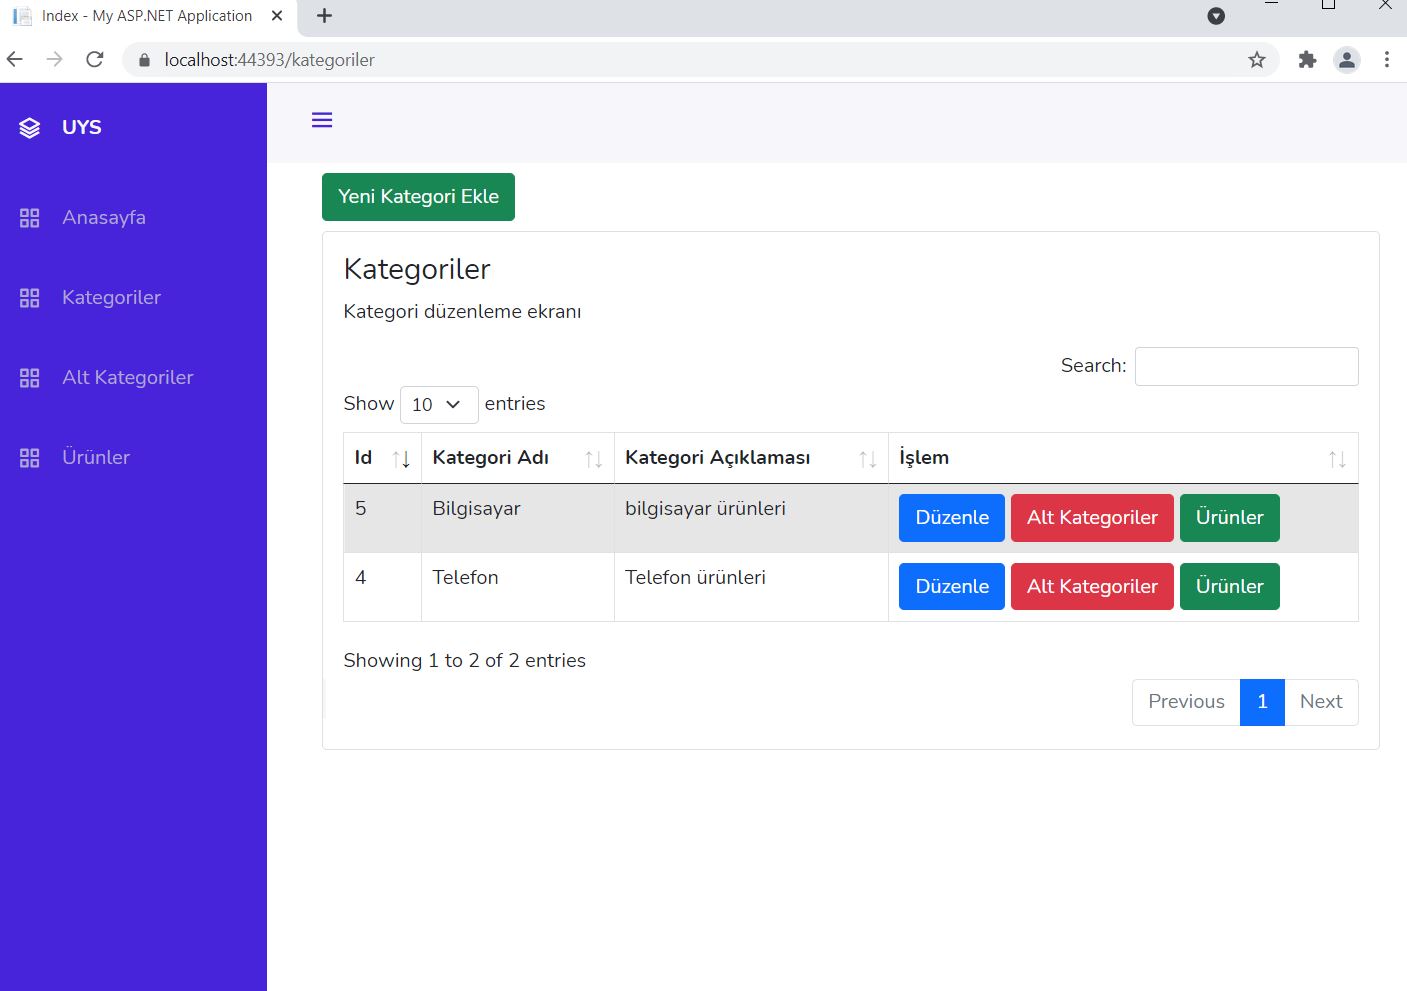 Index - My ASP.NET Application
localhost:44393/kategoriler
UYS
Anasayfa
Kategoriler
Alt Kategoriler
Ürünler
Yeni Kategori Ekle
Kategoriler
Kategori düzenleme ekranı
Search:
Show 10 entries
Id Kategori Adı Kategori Açıklaması İşlem
5 Bilgisayar bilgisayar ürünleri Düzenle Alt Kategoriler Ürünler
4 Telefon Telefon ürünleri Düzenle Alt Kategoriler Ürünler
Showing 1 to 2 of 2 entries
Previous 1 Next